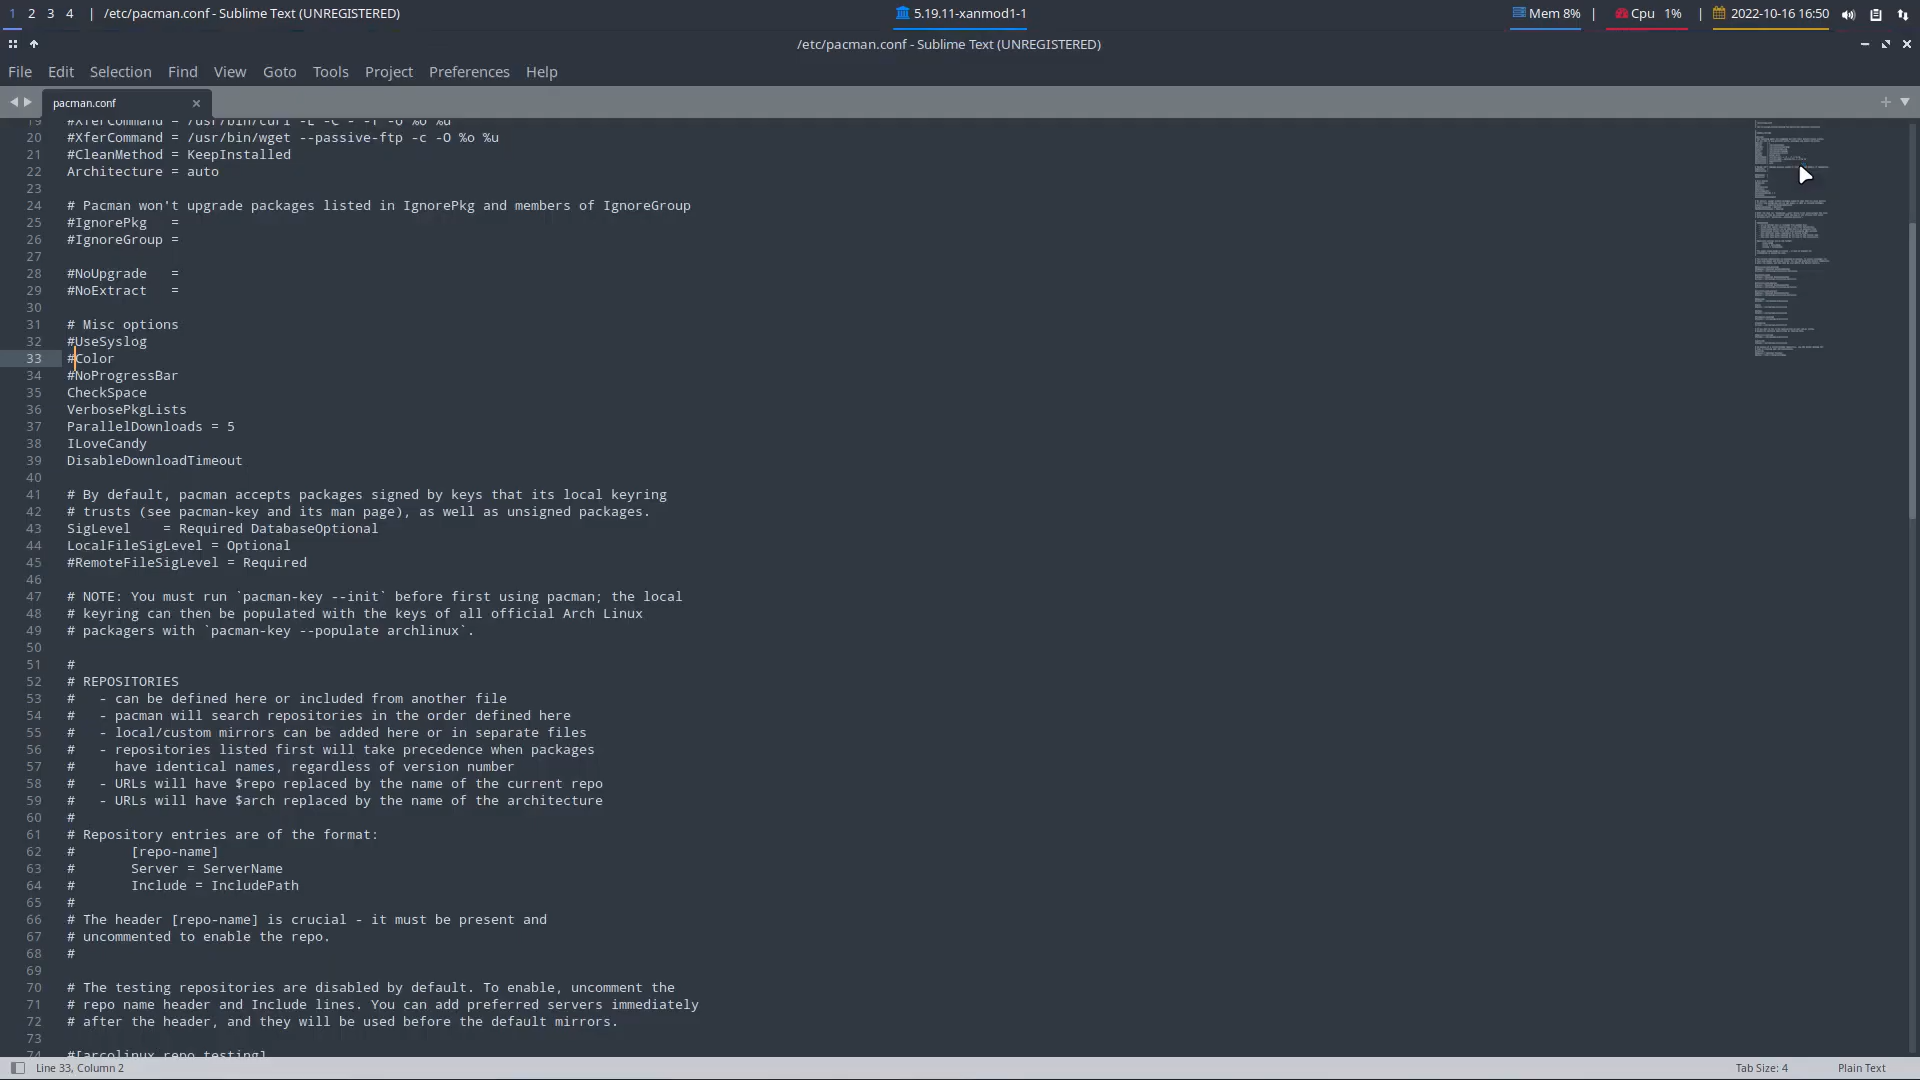 1 2 3 4 | /etc/pacman.conf - Sublime Text (UNREGISTERED) 5.19.11-xanmod1-1 Mem 8% | Cpu 1% | 2022-10-16 16:50
/etc/pacman.conf - Sublime Text (UNREGISTERED)
File Edit Selection Find View Goto Tools Project Preferences Help
pacman.conf
19 #XferCommand = /usr/bin/curl -L -C - -f -o %o %u
20 #XferCommand = /usr/bin/wget --passive-ftp -c -O %o %u
21 #CleanMethod = KeepInstalled
22 Architecture = auto
23
24 # Pacman won't upgrade packages listed in IgnorePkg and members of IgnoreGroup
25 #IgnorePkg   =
26 #IgnoreGroup =
27
28 #NoUpgrade   =
29 #NoExtract   =
30
31 # Misc options
32 #UseSyslog
33 #Color
34 #NoProgressBar
35 CheckSpace
36 VerbosePkgLists
37 ParallelDownloads = 5
38 ILoveCandy
39 DisableDownloadTimeout
40
41 # By default, pacman accepts packages signed by keys that its local keyring
42 # trusts (see pacman-key and its man page), as well as unsigned packages.
43 SigLevel    = Required DatabaseOptional
44 LocalFileSigLevel = Optional
45 #RemoteFileSigLevel = Required
46
47 # NOTE: You must run `pacman-key --init` before first using pacman; the local
48 # keyring can then be populated with the keys of all official Arch Linux
49 # packagers with `pacman-key --populate archlinux`.
50
51 #
52 # REPOSITORIES
53 #   - can be defined here or included from another file
54 #   - pacman will search repositories in the order defined here
55 #   - local/custom mirrors can be added here or in separate files
56 #   - repositories listed first will take precedence when packages
57 #     have identical names, regardless of version number
58 #   - URLs will have $repo replaced by the name of the current repo
59 #   - URLs will have $arch replaced by the name of the architecture
60 #
61 # Repository entries are of the format:
62 #       [repo-name]
63 #       Server = ServerName
64 #       Include = IncludePath
65 #
66 # The header [repo-name] is crucial - it must be present and
67 # uncommented to enable the repo.
68 #
69
70 # The testing repositories are disabled by default. To enable, uncomment the
71 # repo name header and Include lines. You can add preferred servers immediately
72 # after the header, and they will be used before the default mirrors.
73
74 #[arcolinux_repo_testing]
Line 33, Column 2 Tab Size: 4 Plain Text